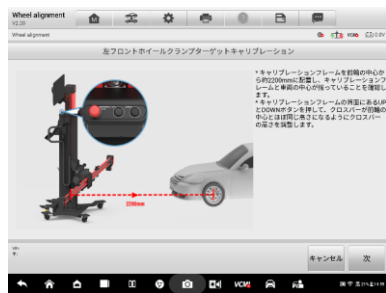 Wheel alignment
V2.20
Wheel alignment
左フロントホイールクランプターゲットキャリブレーション
* キャリブレーションフレームを前輪の中心か
ら約2200mmに配置し、キャリブレーションフ
レームと車両の中心が揃っていることを確認し
ます。
* キャリブレーションフレームの背面にあるUP
とDOWNボタンを押して、クロスバーが前輪の
中心とほぼ同じ高さになるようにクロスバー
の高さを調整します。
2200mm
キャンセル
次
VCMI